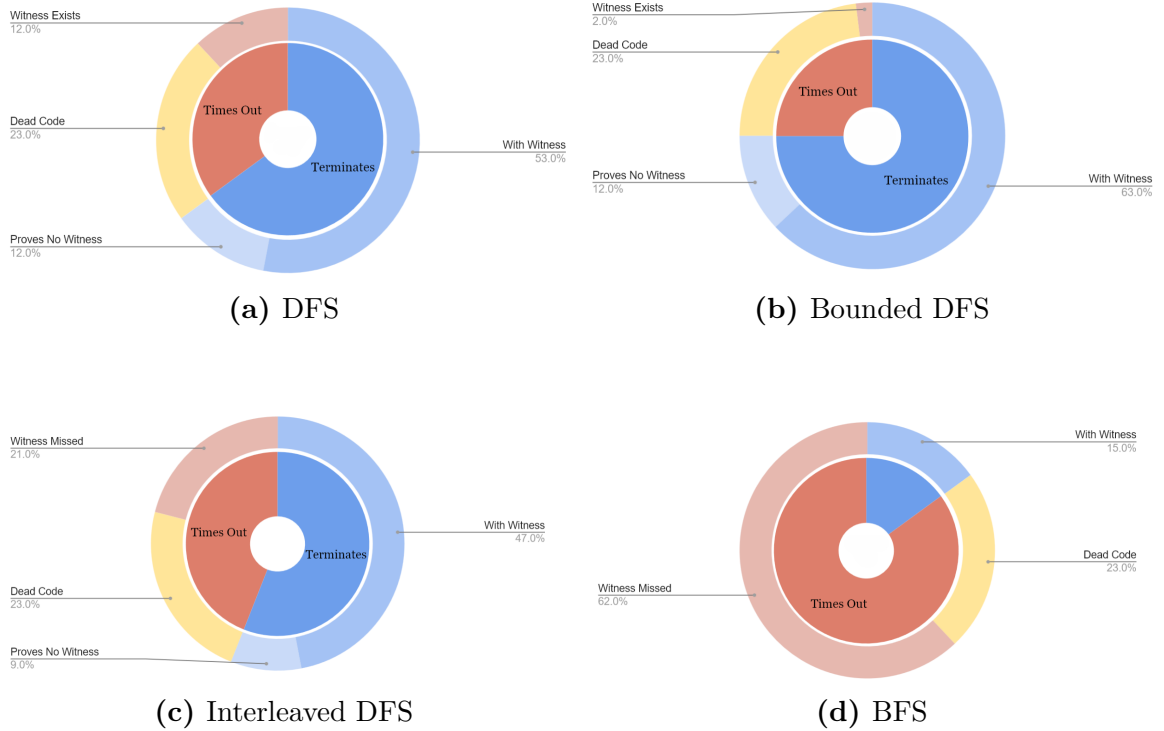 Witness Exists
12.0%
Dead Code
23.0%
Proves No Witness
12.0%
Times Out
Terminates
With Witness
53.0%
(a) DFS
Witness Exists
2.0%
Dead Code
23.0%
Proves No Witness
12.0%
Times Out
Terminates
With Witness
63.0%
(b) Bounded DFS
Witness Missed
21.0%
Dead Code
23.0%
Proves No Witness
9.0%
Times Out
Terminates
With Witness
47.0%
(c) Interleaved DFS
With Witness
15.0%
Dead Code
23.0%
Witness Missed
62.0%
Times Out
(d) BFS